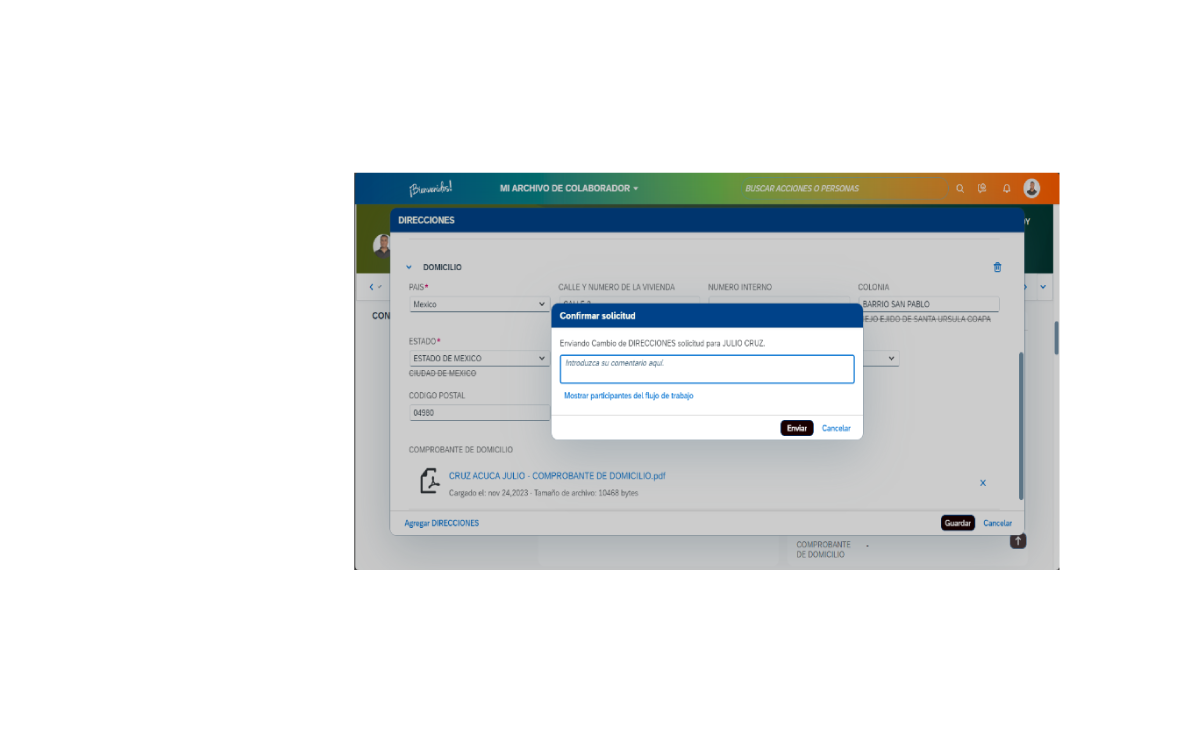 ¡Bienvenidos!
MI ARCHIVO DE COLABORADOR
BUSCAR ACCIONES O PERSONAS
DIRECCIONES
DOMICILIO
PAIS*
CALLE Y NUMERO DE LA VIVIENDA
NUMERO INTERNO
COLONIA
Mexico
BARRIO SAN PABLO
EJO EJIDO DE SANTA URSULA COAPA
CON
Confirmar solicitud
Enviando Cambio de DIRECCIONES solicitud para JULIO CRUZ.
Introduzca su comentario aquí.
Mostrar participantes del flujo de trabajo
Enviar
Cancelar
ESTADO*
ESTADO DE MEXICO
CIUDAD DE MEXICO
CODIGO POSTAL
04980
COMPROBANTE DE DOMICILIO
CRUZ ACUCA JULIO - COMPROBANTE DE DOMICILIO.pdf
Cargado el: nov 24,2023 - Tamaño de archivo: 10468 bytes
Agregar DIRECCIONES
Guardar
Cancelar
COMPROBANTE
DE DOMICILIO
-